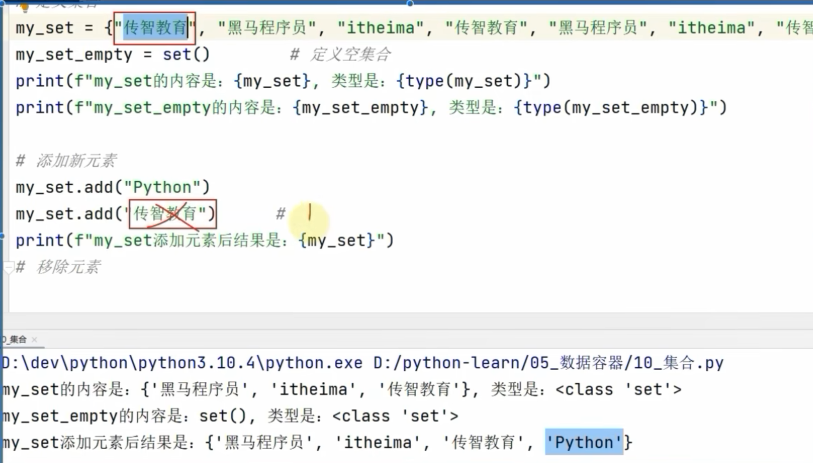 # 定义集合
my_set = {"传智教育", "黑马程序员", "itheima", "传智教育", "黑马程序员", "itheima", "传智
my_set_empty = set()        # 定义空集合
print(f"my_set的内容是：{my_set}, 类型是：{type(my_set)}")
print(f"my_set_empty的内容是：{my_set_empty}, 类型是：{type(my_set_empty)}")
# 添加新元素
my_set.add("Python")
my_set.add("传智教育")      #
print(f"my_set添加元素后结果是：{my_set}")
# 移除元素
0_集合
D:\dev\python\python3.10.4\python.exe D:/python-learn/05_数据容器/10_集合.py
my_set的内容是：{'黑马程序员', 'itheima', '传智教育'}, 类型是：<class 'set'>
my_set_empty的内容是：set(), 类型是：<class 'set'>
my_set添加元素后结果是：{'黑马程序员', 'itheima', '传智教育', 'Python'}